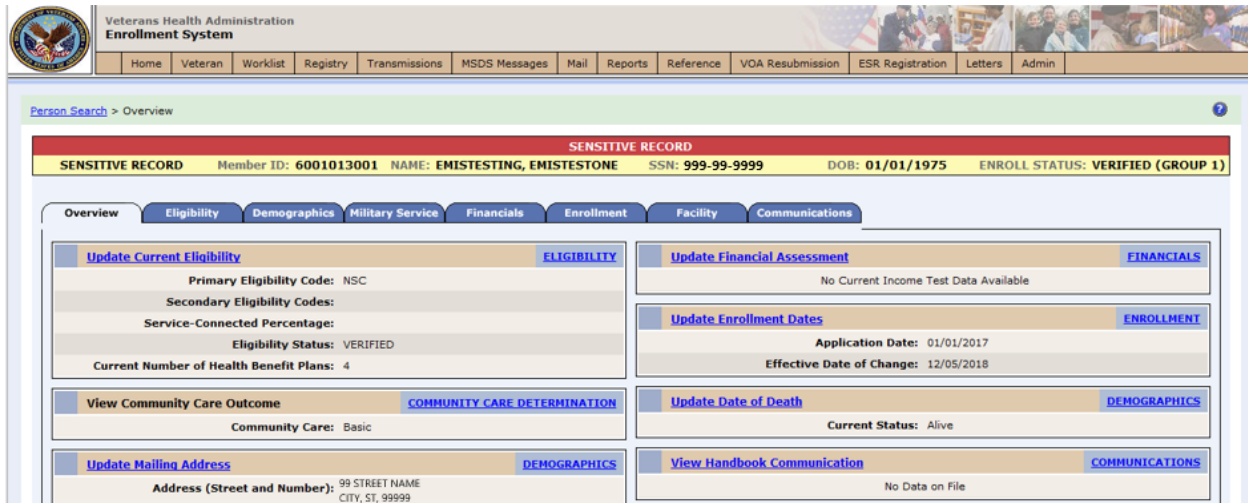 Veterans Health Administration
Enrollment System
Home Veteran Worklist Registry Transmissions MSDS Messages Mail Reports Reference VOA Resubmission ESR Registration Letters Admin
Person Search > Overview
?
SENSITIVE RECORD
SENSITIVE RECORD Member ID: 6001013001 NAME: EMISTESTING, EMISTESTONE SSN: 999-99-9999 DOB: 01/01/1975 ENROLL STATUS: VERIFIED (GROUP 1)
Overview Eligibility Demographics Military Service Financials Enrollment Facility Communications
Update Current Eligibility ELIGIBILITY
Primary Eligibility Code: NSC
Secondary Eligibility Codes:
Service-Connected Percentage:
Eligibility Status: VERIFIED
Current Number of Health Benefit Plans: 4
View Community Care Outcome COMMUNITY CARE DETERMINATION
Community Care: Basic
Update Mailing Address DEMOGRAPHICS
Address (Street and Number): 99 STREET NAME
CITY, ST, 99999
Update Financial Assessment FINANCIALS
No Current Income Test Data Available
Update Enrollment Dates ENROLLMENT
Application Date: 01/01/2017
Effective Date of Change: 12/05/2018
Update Date of Death DEMOGRAPHICS
Current Status: Alive
View Handbook Communication COMMUNICATIONS
No Data on File